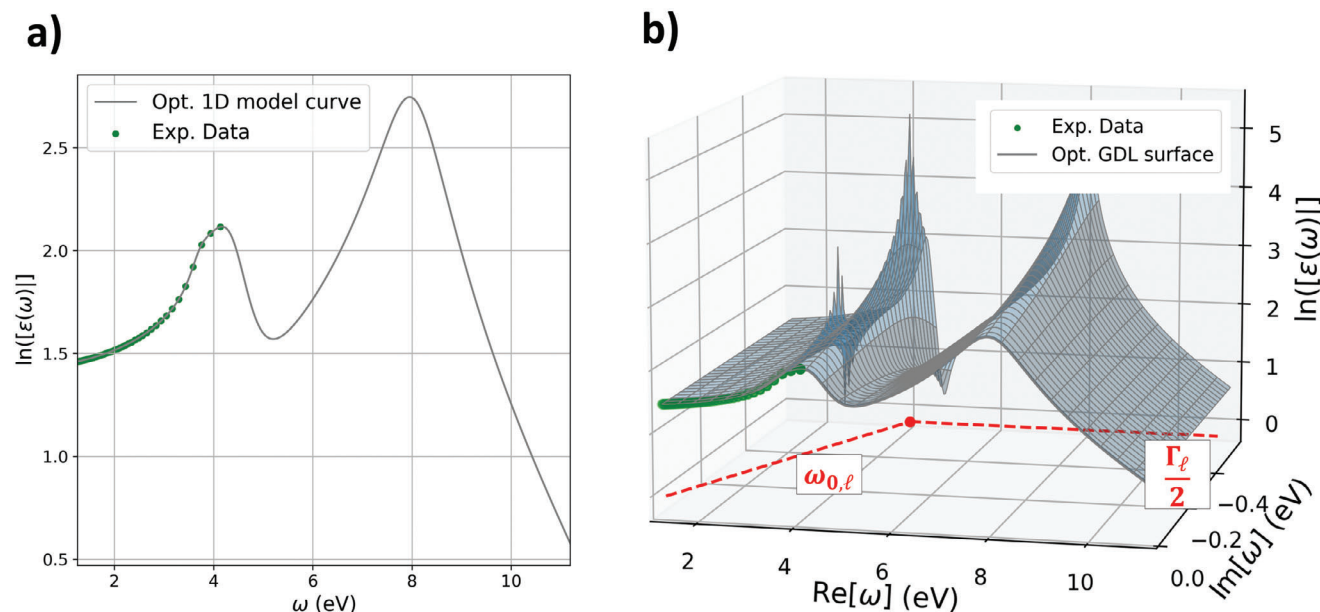 a)
ln([ε(ω)|]
2.5
2.0
1.5
1.0
0.5
2 4 6 8 10
ω (eV)
Opt. 1D model curve
Exp. Data
b)
Exp. Data
Opt. GDL surface
ln([ε(ω)|]
5
4
3
2
1
0
ω₀,ℓ
Γℓ
2
−0.4
−0.2
0.0
Im[ω] (eV)
2 4 6 8 10
Re[ω] (eV)